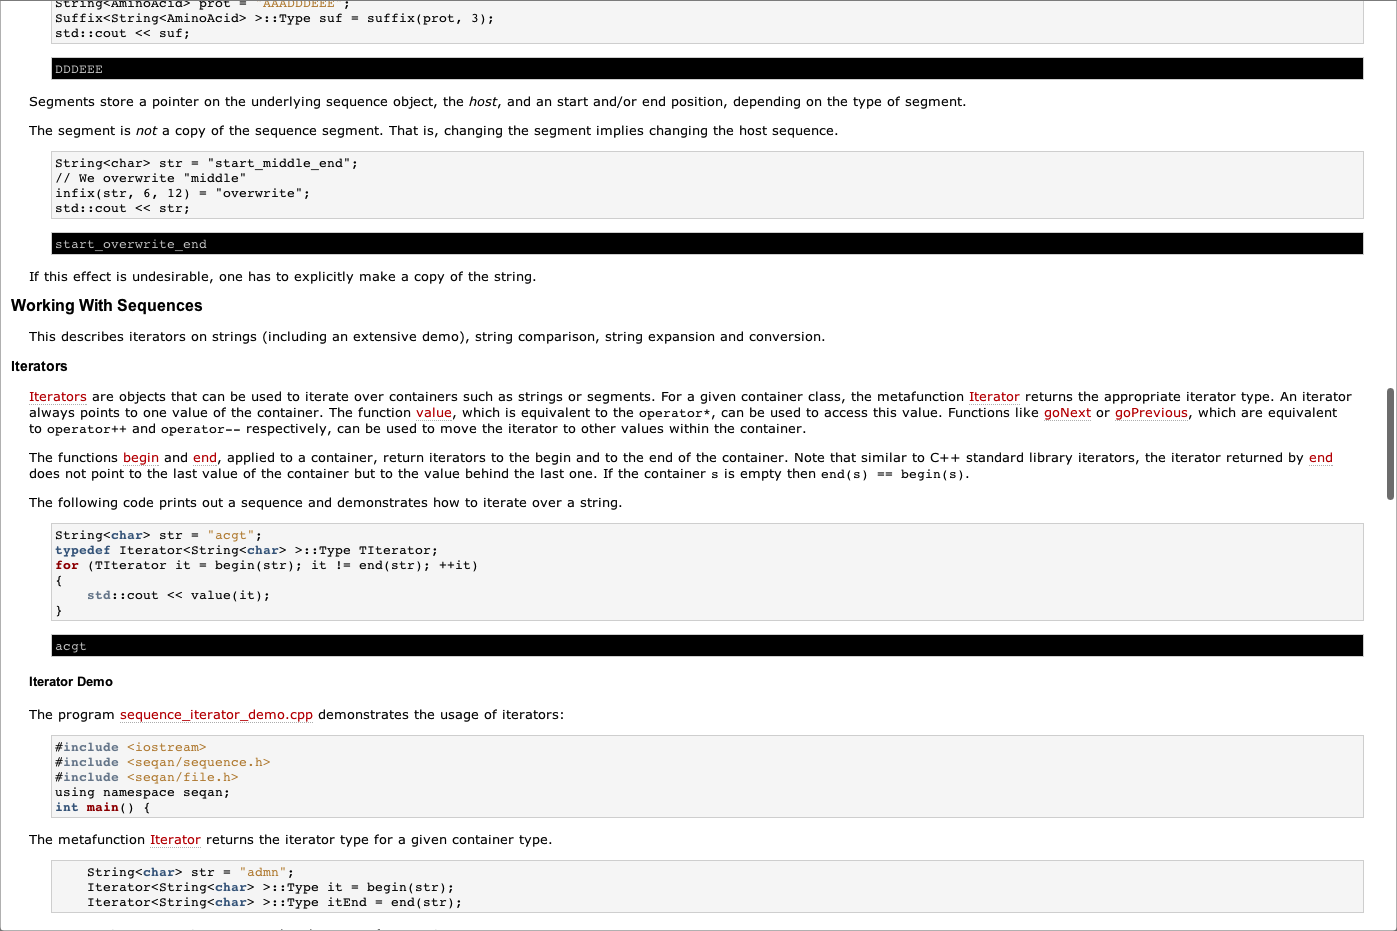 String<AminoAcid> prot = "AAADDDEEE";
Suffix<String<AminoAcid> >::Type suf = suffix(prot, 3);
std::cout << suf;
DDDEEE
Segments store a pointer on the underlying sequence object, the host, and an start and/or end position, depending on the type of segment.
The segment is not a copy of the sequence segment. That is, changing the segment implies changing the host sequence.
String<char> str = "start_middle_end";
// We overwrite "middle"
infix(str, 6, 12) = "overwrite";
std::cout << str;
start_overwrite_end
If this effect is undesirable, one has to explicitly make a copy of the string.
Working With Sequences
This describes iterators on strings (including an extensive demo), string comparison, string expansion and conversion.
Iterators
Iterators are objects that can be used to iterate over containers such as strings or segments. For a given container class, the metafunction Iterator returns the appropriate iterator type. An iterator
always points to one value of the container. The function value, which is equivalent to the operator*, can be used to access this value. Functions like goNext or goPrevious, which are equivalent
to operator++ and operator-- respectively, can be used to move the iterator to other values within the container.
The functions begin and end, applied to a container, return iterators to the begin and to the end of the container. Note that similar to C++ standard library iterators, the iterator returned by end
does not point to the last value of the container but to the value behind the last one. If the container s is empty then end(s) == begin(s).
The following code prints out a sequence and demonstrates how to iterate over a string.
String<char> str = "acgt";
typedef Iterator<String<char> >::Type TIterator;
for (TIterator it = begin(str); it != end(str); ++it)
{
    std::cout << value(it);
}
acgt
Iterator Demo
The program sequence_iterator_demo.cpp demonstrates the usage of iterators:
#include <iostream>
#include <seqan/sequence.h>
#include <seqan/file.h>
using namespace seqan;
int main() {
The metafunction Iterator returns the iterator type for a given container type.
    String<char> str = "admn";
    Iterator<String<char> >::Type it = begin(str);
    Iterator<String<char> >::Type itEnd = end(str);